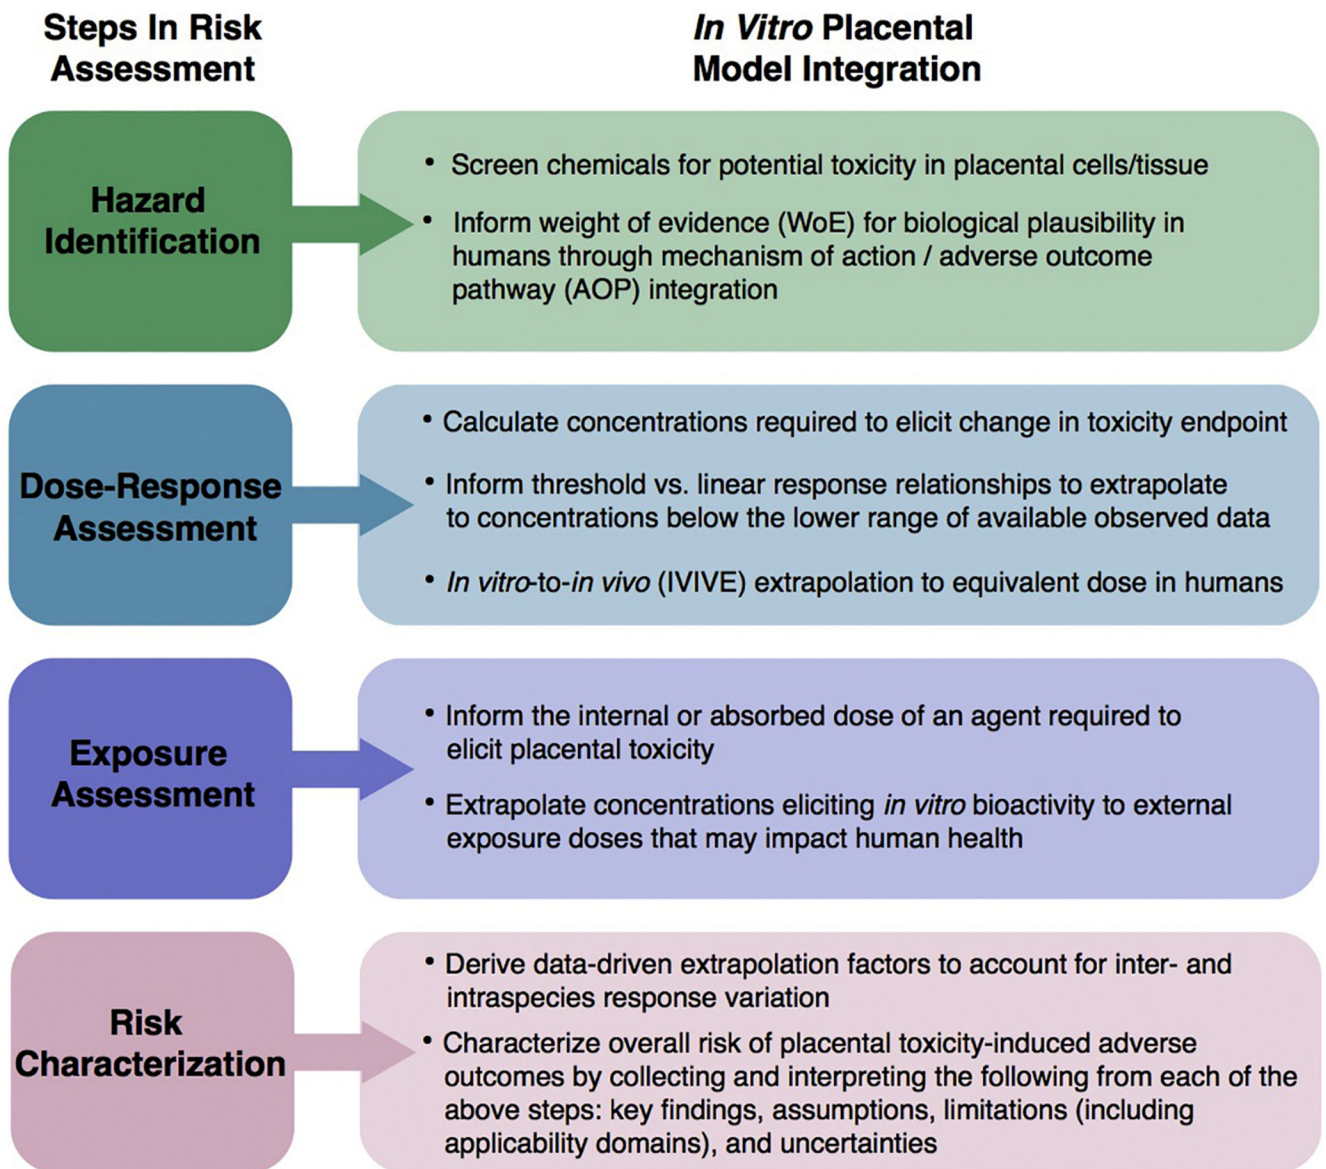 Steps In Risk
Assessment
In Vitro Placental
Model Integration
Hazard
Identification
• Screen chemicals for potential toxicity in placental cells/tissue
• Inform weight of evidence (WoE) for biological plausibility in
humans through mechanism of action / adverse outcome
pathway (AOP) integration
Dose-Response
Assessment
• Calculate concentrations required to elicit change in toxicity endpoint
• Inform threshold vs. linear response relationships to extrapolate
to concentrations below the lower range of available observed data
• In vitro-to-in vivo (IVIVE) extrapolation to equivalent dose in humans
Exposure
Assessment
• Inform the internal or absorbed dose of an agent required to
elicit placental toxicity
• Extrapolate concentrations eliciting in vitro bioactivity to external
exposure doses that may impact human health
Risk
Characterization
• Derive data-driven extrapolation factors to account for inter- and
intraspecies response variation
• Characterize overall risk of placental toxicity-induced adverse
outcomes by collecting and interpreting the following from each of the
above steps: key findings, assumptions, limitations (including
applicability domains), and uncertainties